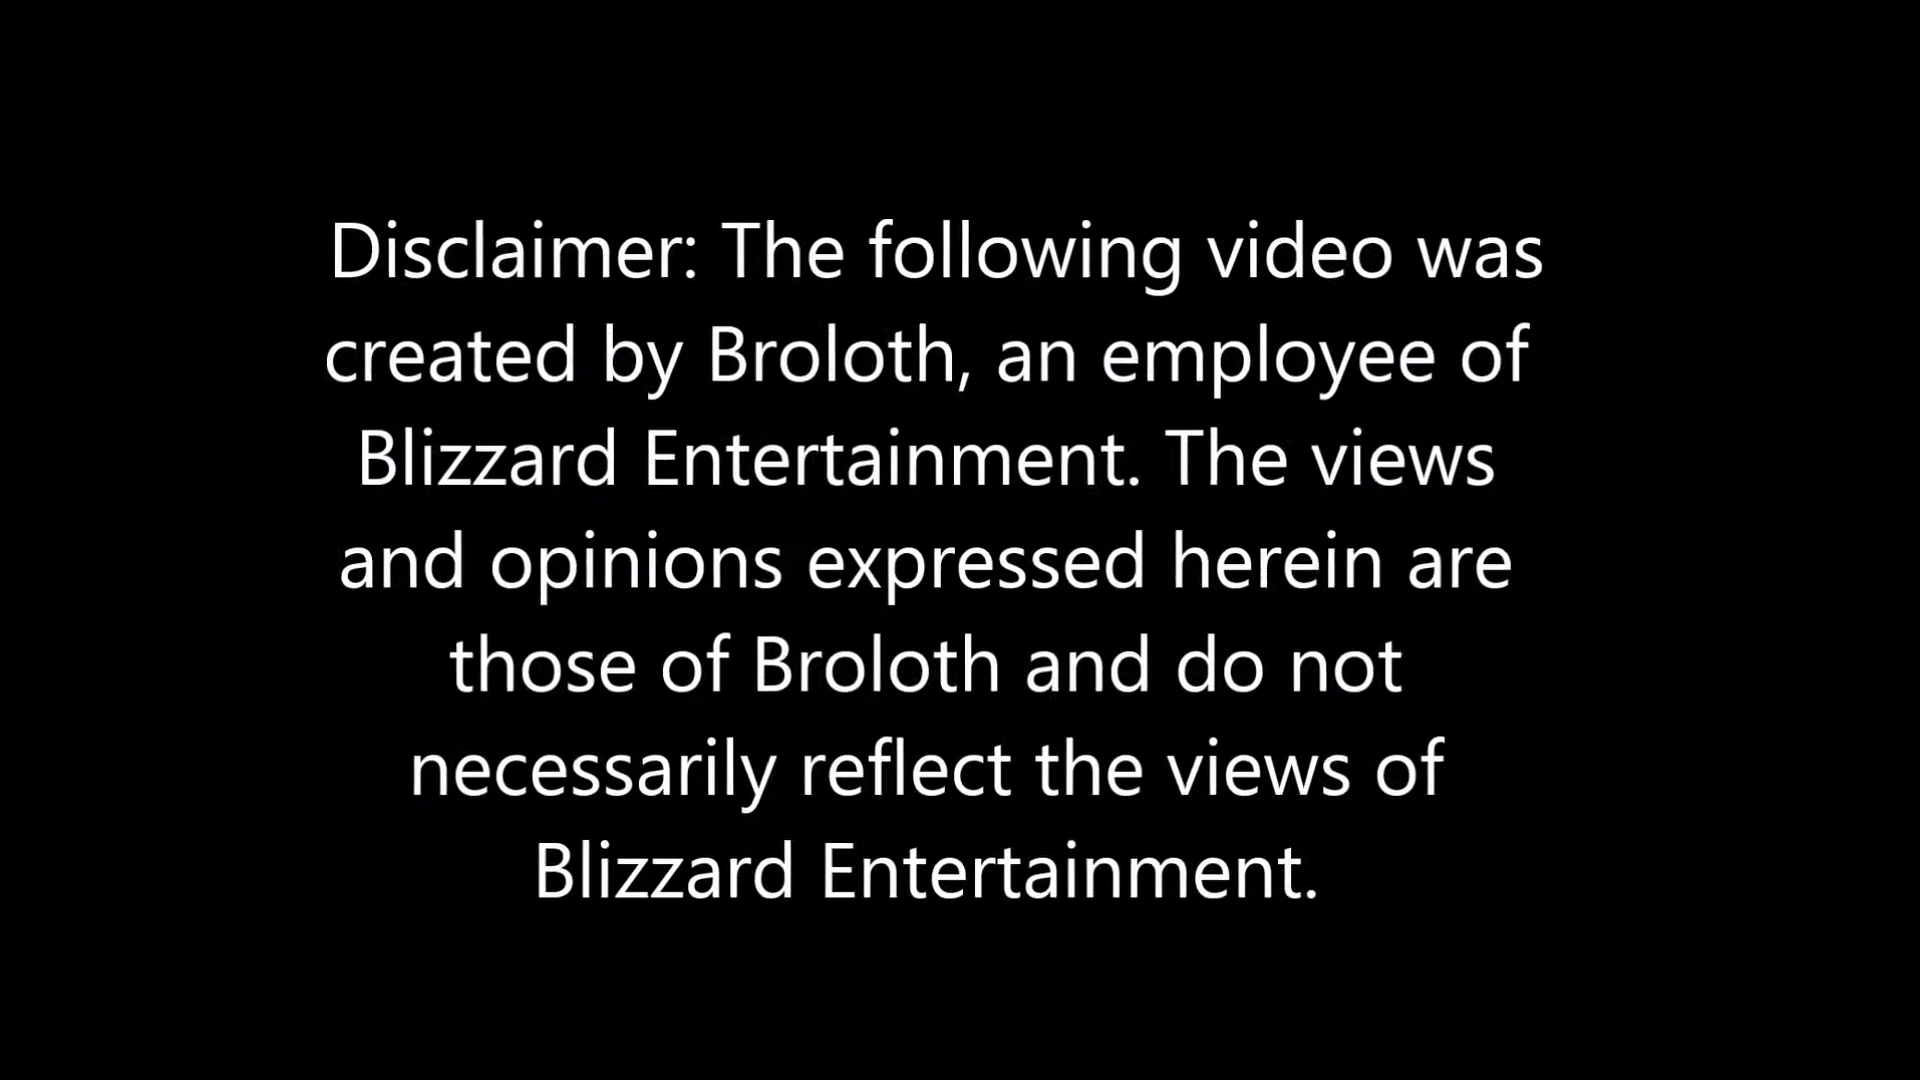 Disclaimer: The following video was
created by Broloth, an employee of
Blizzard Entertainment. The views
and opinions expressed herein are
those of Broloth and do not
necessarily reflect the views of
Blizzard Entertainment.